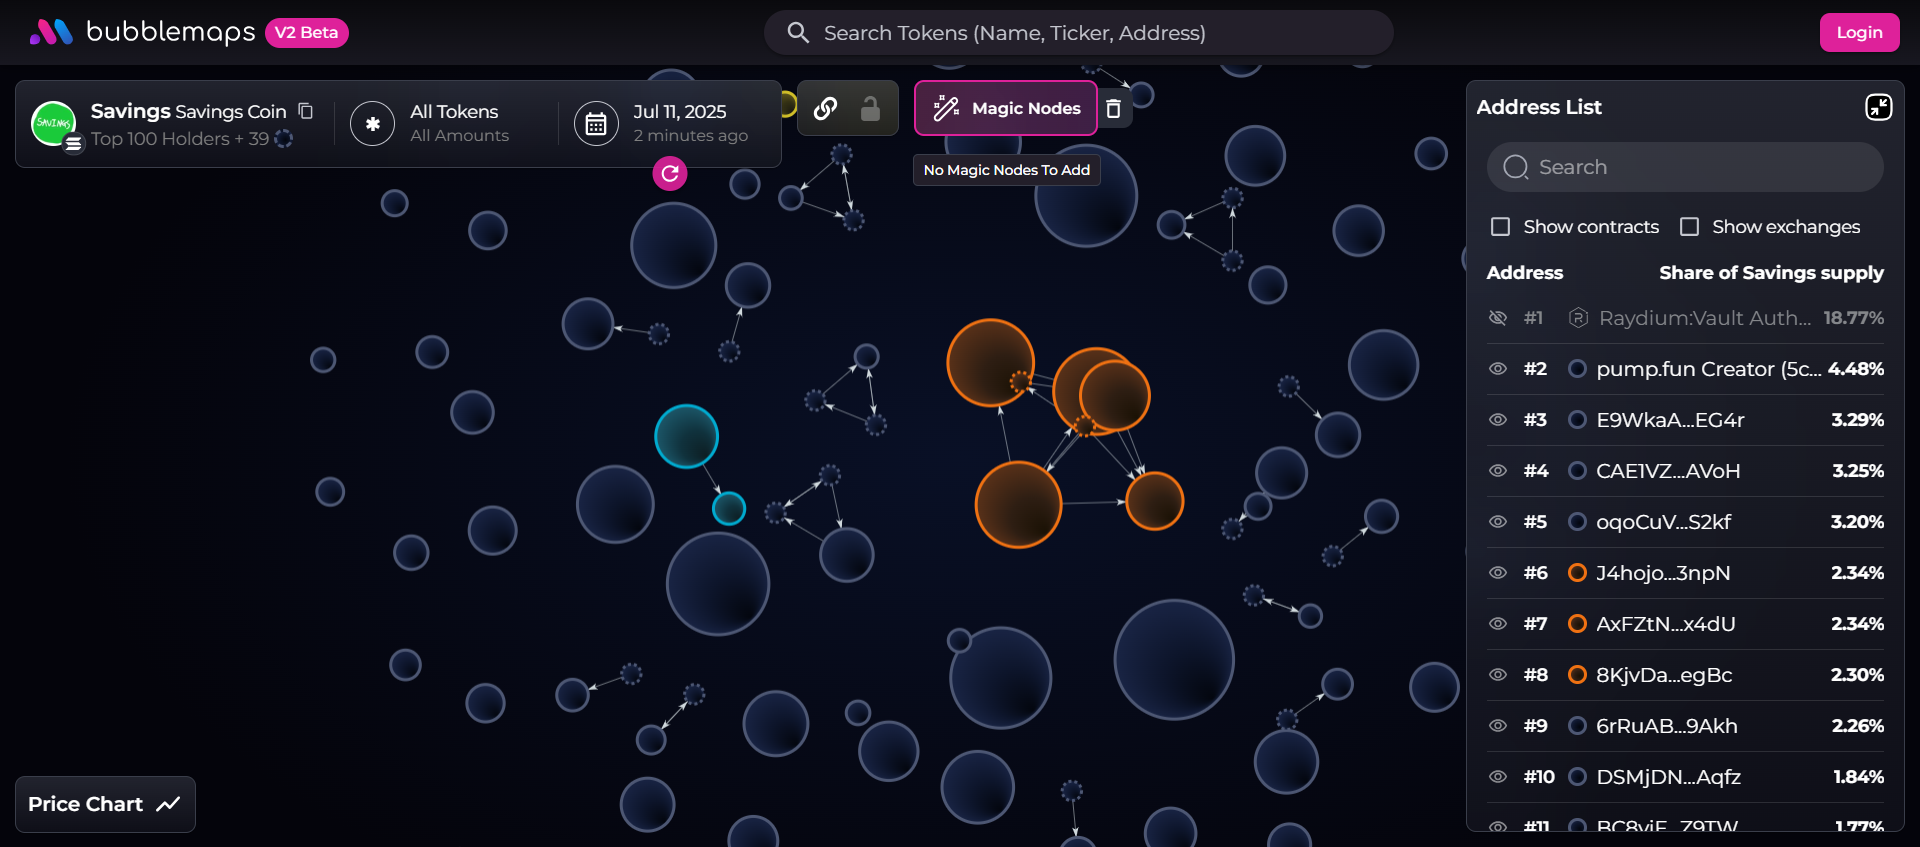 bubblemaps V2 Beta
Search Tokens (Name, Ticker, Address)
Login
SAVINGS
Savings Savings Coin
Top 100 Holders + 39
All Tokens
All Amounts
Jul 11, 2025
2 minutes ago
Magic Nodes
No Magic Nodes To Add
Address List
Search
Show contracts Show exchanges
Address Share of Savings supply
#1 Raydium:Vault Auth... 18.77%
#2 pump.fun Creator (5c... 4.48%
#3 E9WkaA...EG4r 3.29%
#4 CAE1VZ...AVoH 3.25%
#5 oqoCuV...S2kf 3.20%
#6 J4hojo...3npN 2.34%
#7 AxFZtN...x4dU 2.34%
#8 8KjvDa...egBc 2.30%
#9 6rRuAB...9Akh 2.26%
#10 DSMjDN...Aqfz 1.84%
#11 1.77%
Price Chart